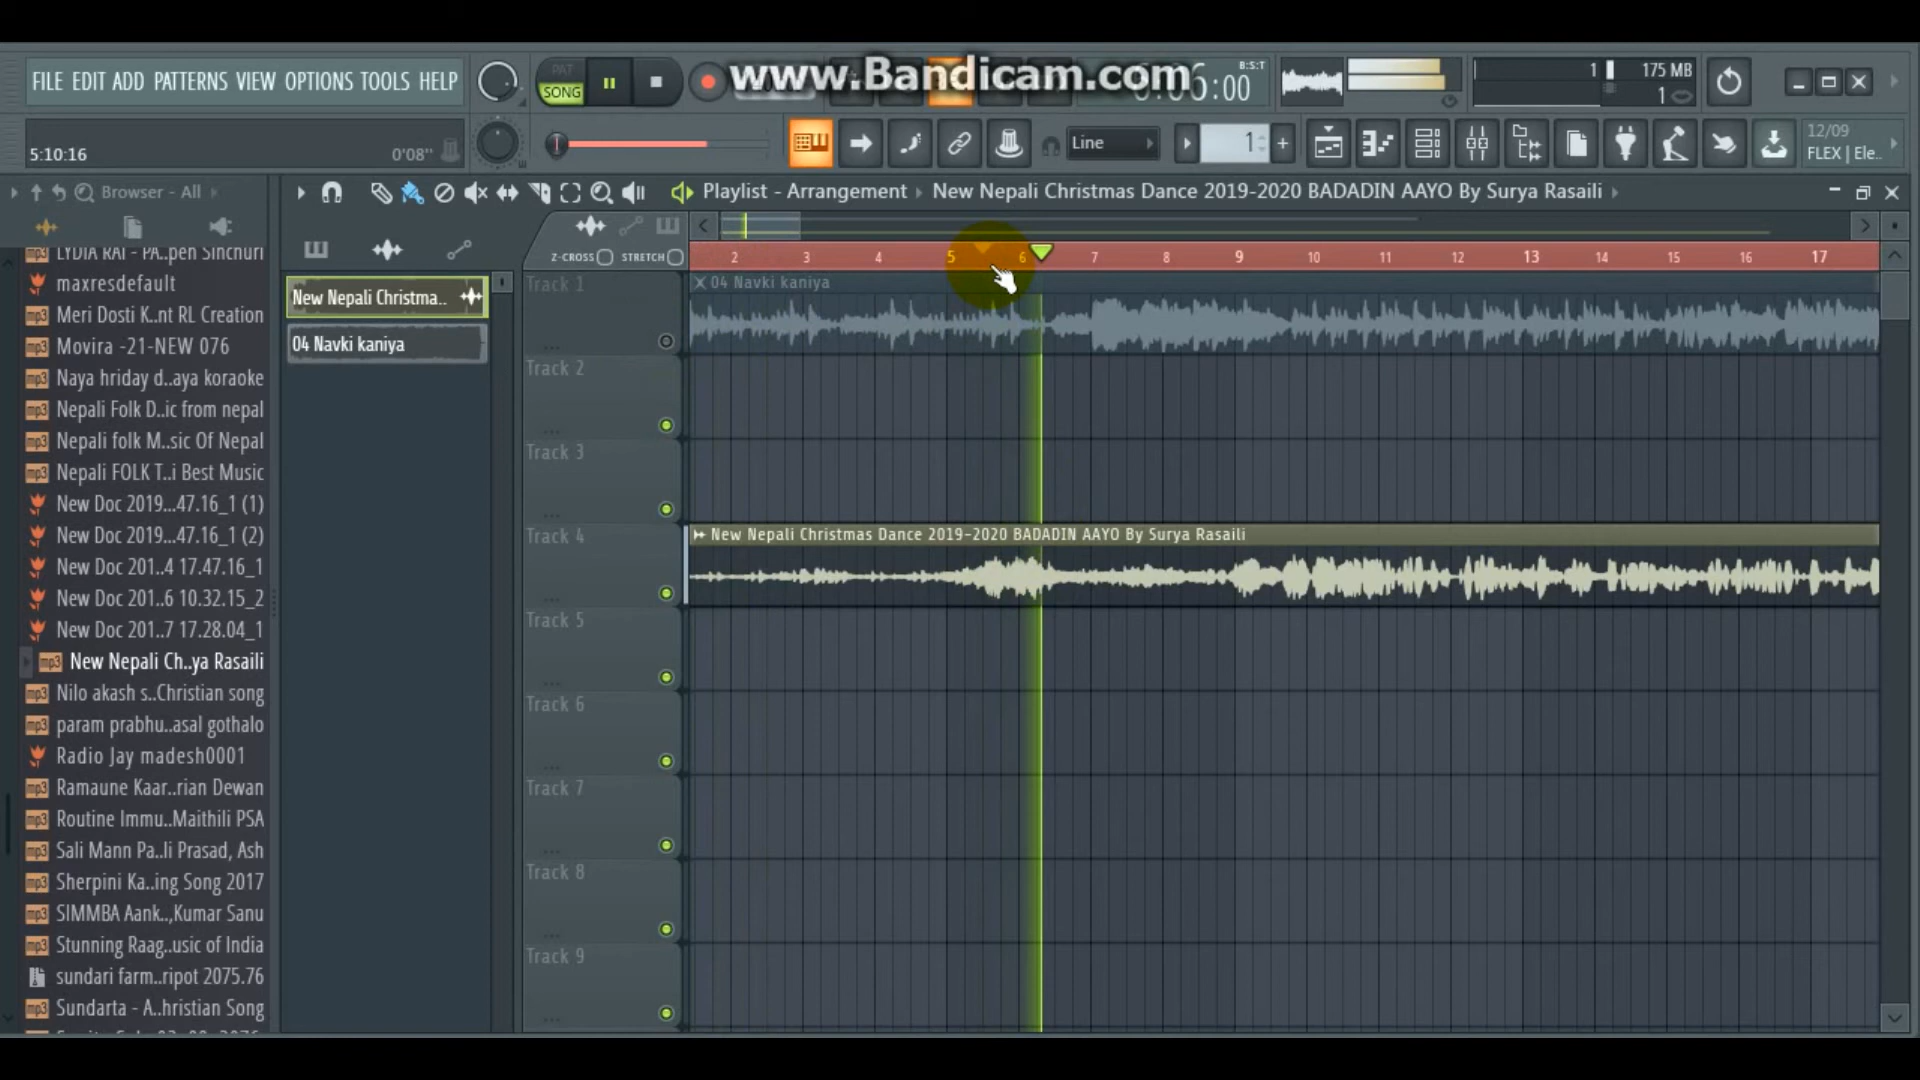 www.Bandicam.com
FILE EDIT ADD PATTERNS VIEW OPTIONS TOOLS HELP
PAT
SONG
B:S:T
:00
1
175 MB
1
5:10:16
0'08"
Line
1
12/09
FLEX | Ele..
Browser - All
Playlist - Arrangement
New Nepali Christmas Dance 2019-2020 BADADIN AAYO By Surya Rasaili
Z-CROSS
STRETCH
2 3 4 5 6 7 8 9 10 11 12 13 14 15 16 17
LYDIA RAI - PA..pen Sinchuri
maxresdefault
Meri Dosti K..nt RL Creation
Movira -21-NEW 076
Naya hriday d..aya koraoke
Nepali Folk D..ic from nepal
Nepali folk M..sic Of Nepal
Nepali FOLK T..i Best Music
New Doc 2019...47.16_1 (1)
New Doc 2019...47.16_1 (2)
New Doc 201..4 17.47.16_1
New Doc 201..6 10.32.15_2
New Doc 201..7 17.28.04_1
New Nepali Ch..ya Rasaili
Nilo akash s..Christian song
param prabhu..asal gothalo
Radio Jay madesh0001
Ramaune Kaar..rian Dewan
Routine Immu..Maithili PSA
Sali Mann Pa..li Prasad, Ash
Sherpini Ka..ing Song 2017
SIMMBA Aank..,Kumar Sanu
Stunning Raag..usic of India
sundari farm..ripot 2075.76
Sundarta - A..hristian Song
New Nepali Christma..
04 Navki kaniya
Track 1
04 Navki kaniya
Track 2
Track 3
Track 4
New Nepali Christmas Dance 2019-2020 BADADIN AAYO By Surya Rasaili
Track 5
Track 6
Track 7
Track 8
Track 9